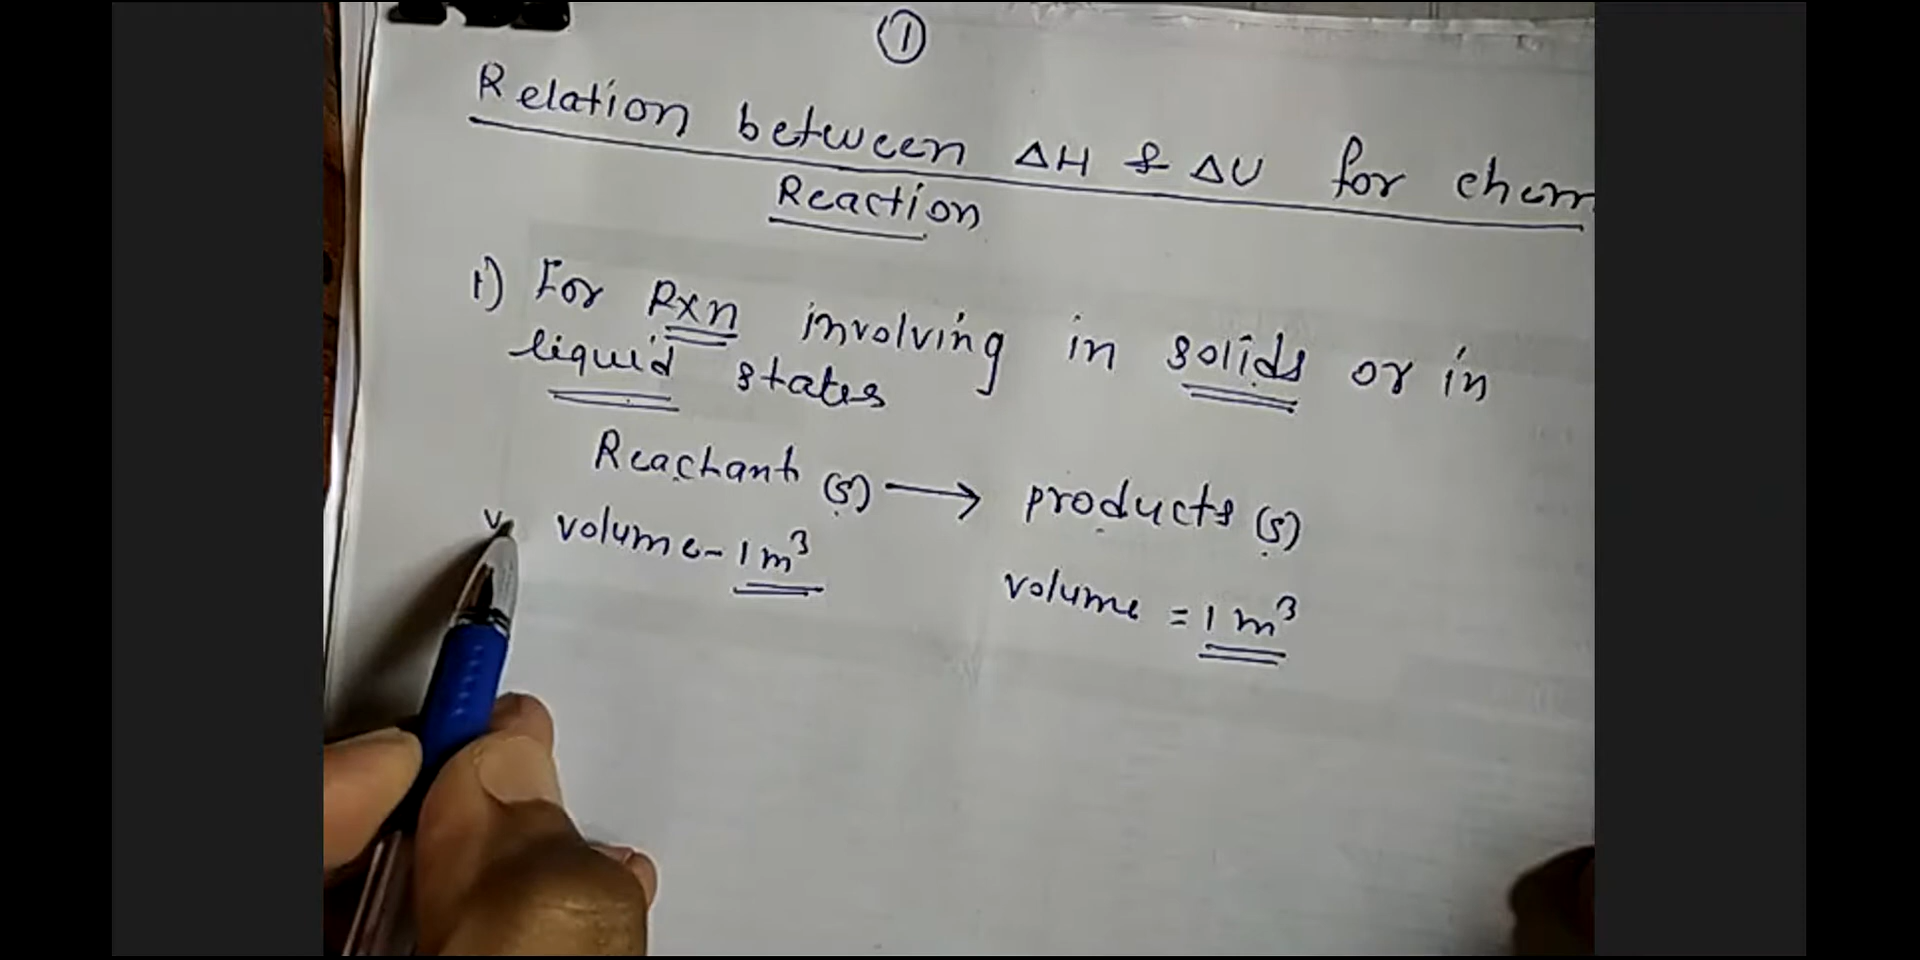 1
Relation between ΔH & ΔU for chem
Reaction
1) For Rxn involving in solids or in
liquid states
Reactant (s) → products (s)
V₁ volume - 1 m³
volume = 1 m³